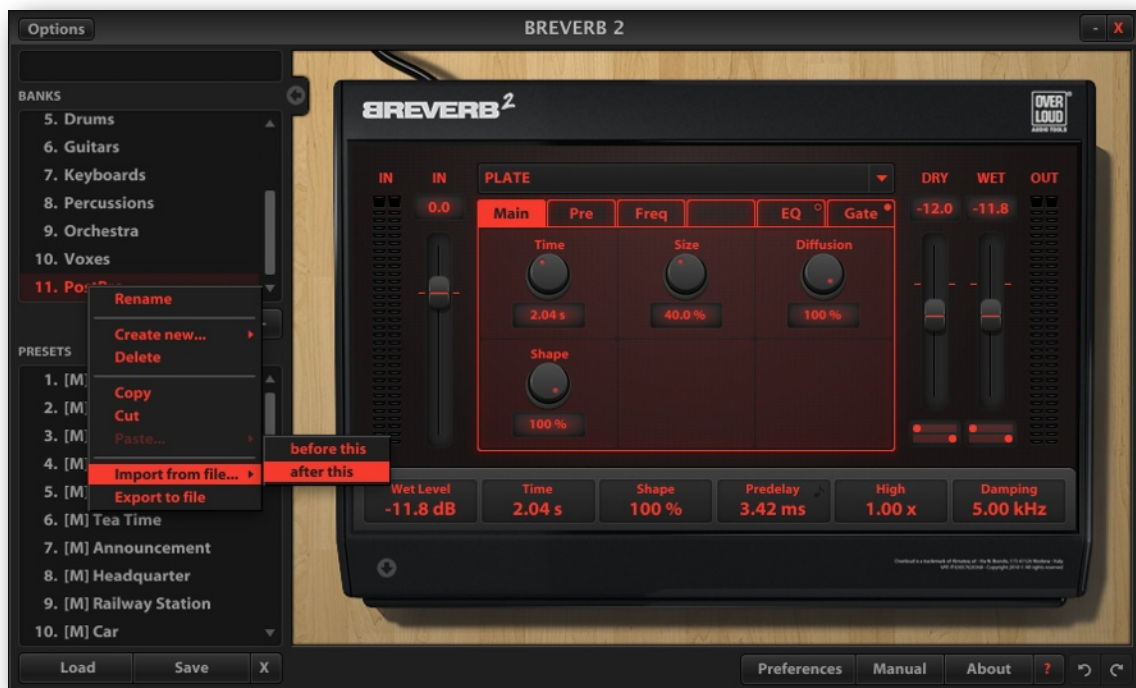 Options
BREVERB 2
- X
BANKS
5. Drums
6. Guitars
7. Keyboards
8. Percussions
9. Orchestra
10. Voxes
11. Pos
Rename
Create new...
Delete
Copy
Cut
Paste...
Import from file...
Export to file
before this
after this
PRESETS
1. [M]
2. [M]
3. [M]
4. [M]
5. [M]
6. [M] Tea Time
7. [M] Announcement
8. [M] Headquarter
9. [M] Railway Station
10. [M] Car
Load Save X
BREVERB 2
OVER
LOUD
AUDIO TOOLS
IN IN PLATE DRY WET OUT
0.0 -12.0 -11.8
Main Pre Freq EQ Gate
Time Size Diffusion
2.04 s 40.0 % 100 %
Shape
100 %
Wet Level Time Shape Predelay High Damping
-11.8 dB 2.04 s 100 % 3.42 ms 1.00 x 5.00 kHz
Preferences Manual About ?